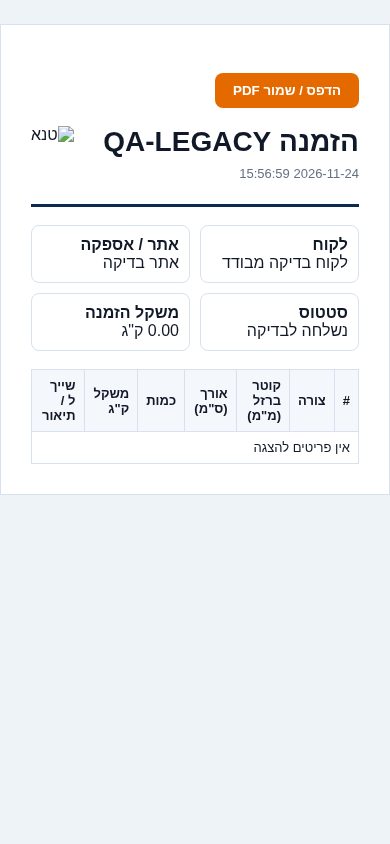 הדפס / שמור PDF
הזמנה QA-LEGACY
טנא
2026-11-24 15:56:59
לקוח
לקוח בדיקה מבודד
אתר / אספקה
אתר בדיקה
סטטוס
נשלחה לבדיקה
משקל הזמנה
0.00 ק"ג
# צורה קוטר ברזל (מ"מ) אורך (ס"מ) כמות משקל ק"ג שייך ל / תיאור
אין פריטים להצגה